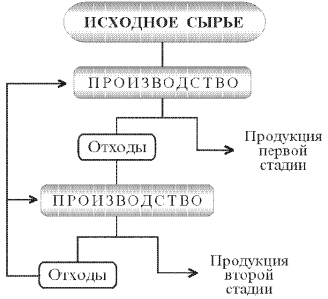 ИСХОДНОЕ СЫРЬЕ
ПРОИЗВОДСТВО
Отходы
Продукция
первой
стадии
ПРОИЗВОДСТВО
Отходы
Продукция
второй
стадии